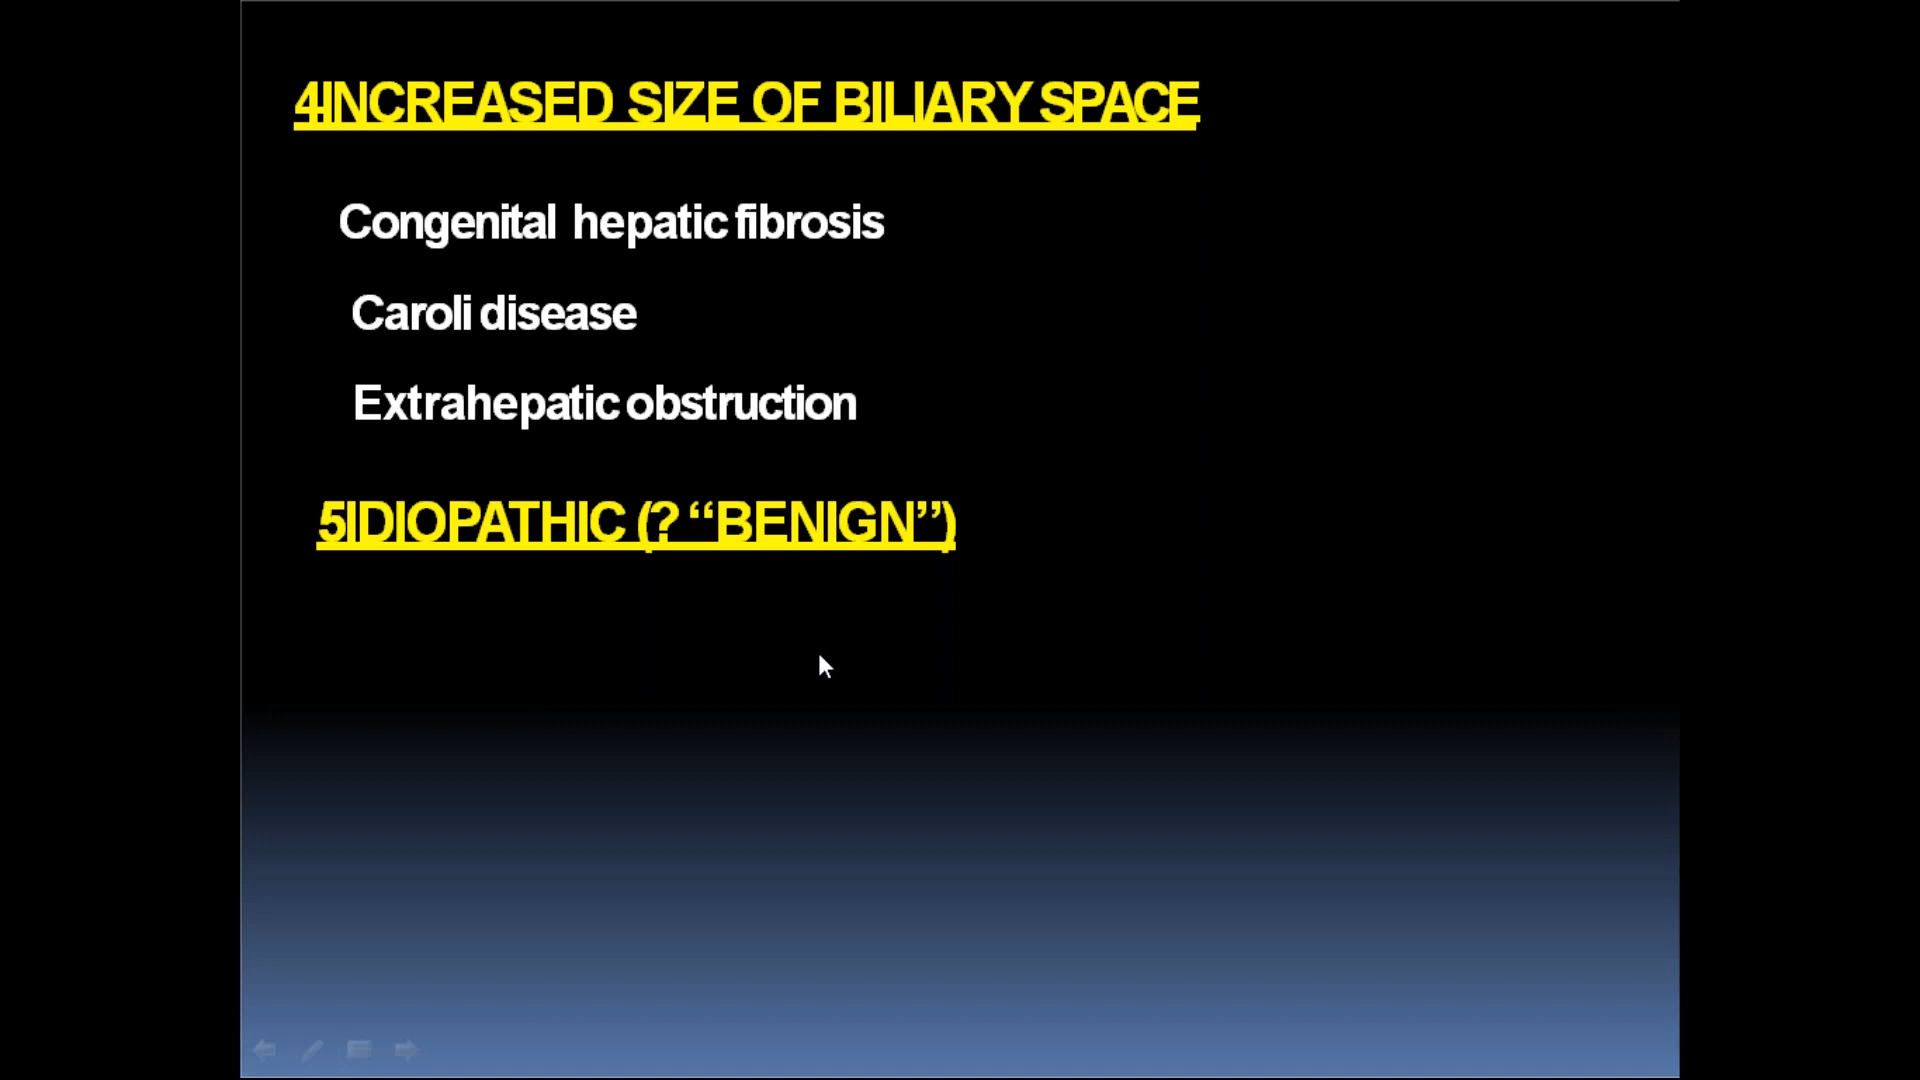 4INCREASED SIZE OF BILIARY SPACE
Congenital hepatic fibrosis
Caroli disease
Extrahepatic obstruction
5IDIOPATHIC (? “BENIGN”)